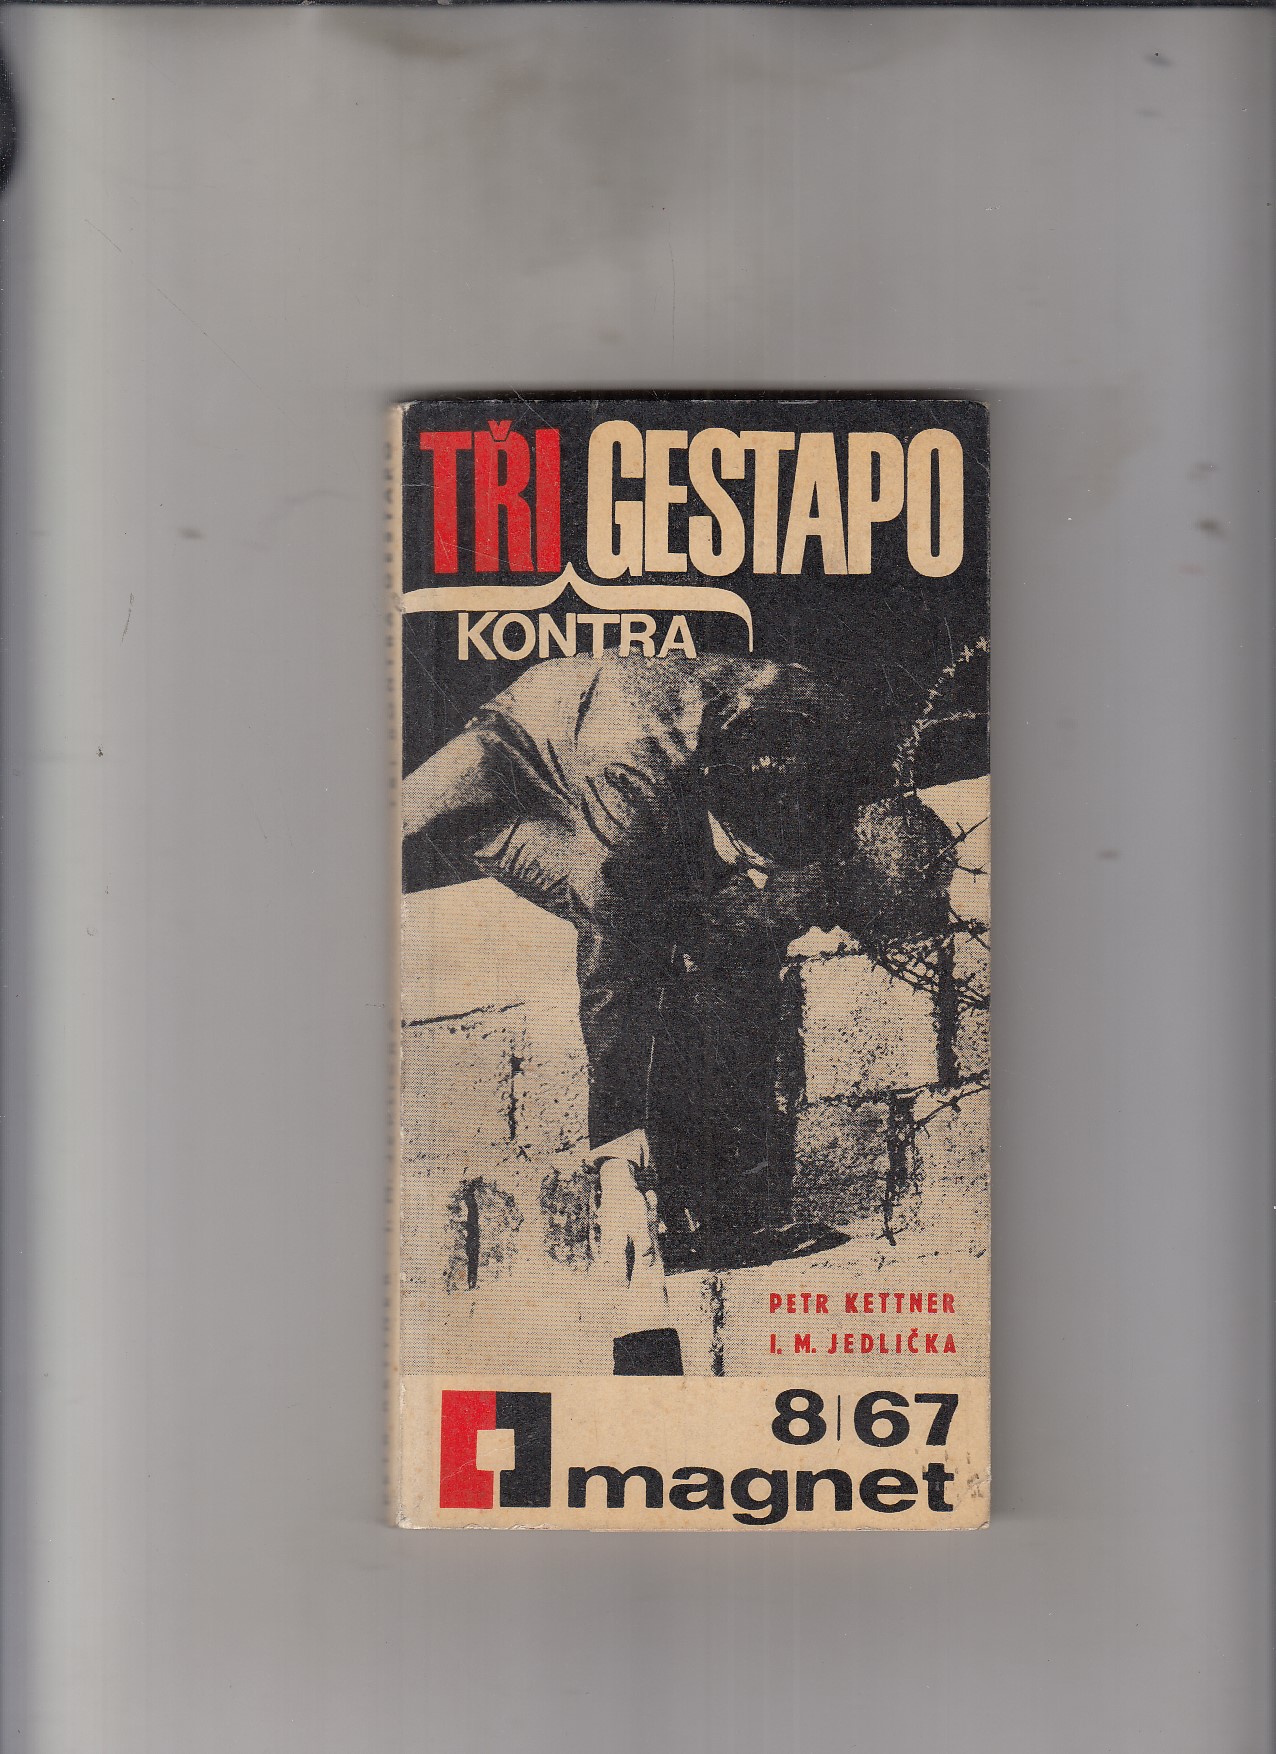 TŘI GESTAPO
KONTRA
PETR KETTNER
I. M. JEDLIČKA
8|67
magnet